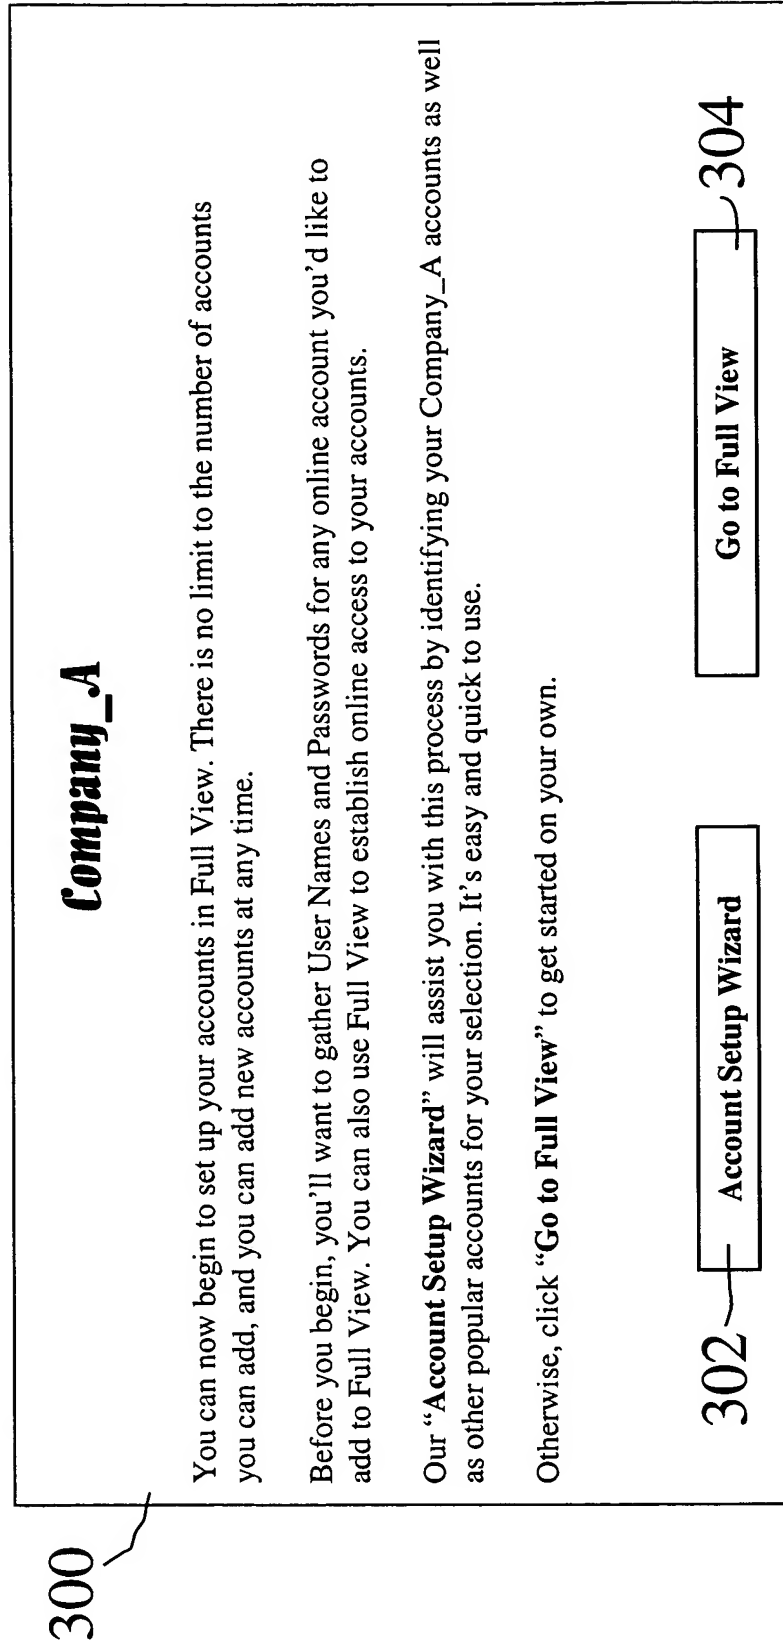 300
Company_A
You can now begin to set up your accounts in Full View. There is no limit to the number of accounts
you can add, and you can add new accounts at any time.
Before you begin, you'll want to gather User Names and Passwords for any online account you'd like to
add to Full View. You can also use Full View to establish online access to your accounts.
Our “Account Setup Wizard” will assist you with this process by identifying your Company_A accounts as well
as other popular accounts for your selection. It's easy and quick to use.
Otherwise, click “Go to Full View” to get started on your own.
302
Account Setup Wizard
Go to Full View
304